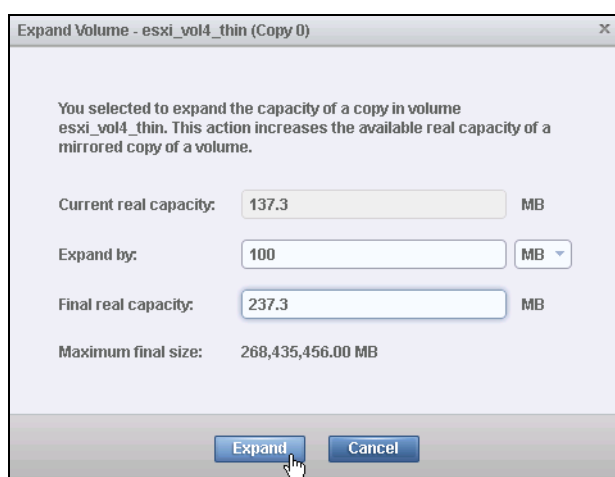 Expand Volume - esxi_vol4_thin (Copy 0) x
You selected to expand the capacity of a copy in volume
esxi_vol4_thin. This action increases the available real capacity of a
mirrored copy of a volume.
Current real capacity: 137.3 MB
Expand by: 100 MB
Final real capacity: 237.3 MB
Maximum final size: 268,435,456.00 MB
Expand Cancel